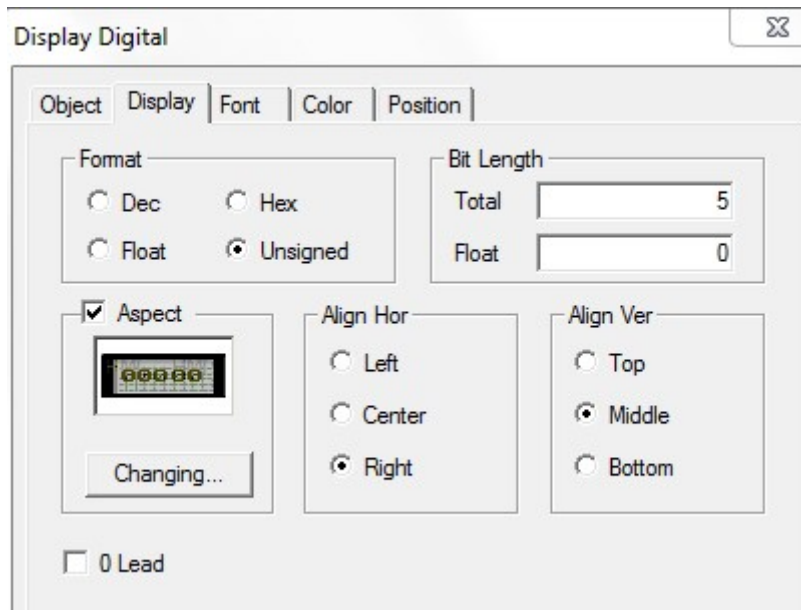 Display Digital
Object Display Font Color Position
Format
Dec Hex
Float Unsigned
Bit Length
Total 5
Float 0
Aspect
Changing...
Align Hor
Left
Center
Right
Align Ver
Top
Middle
Bottom
0 Lead